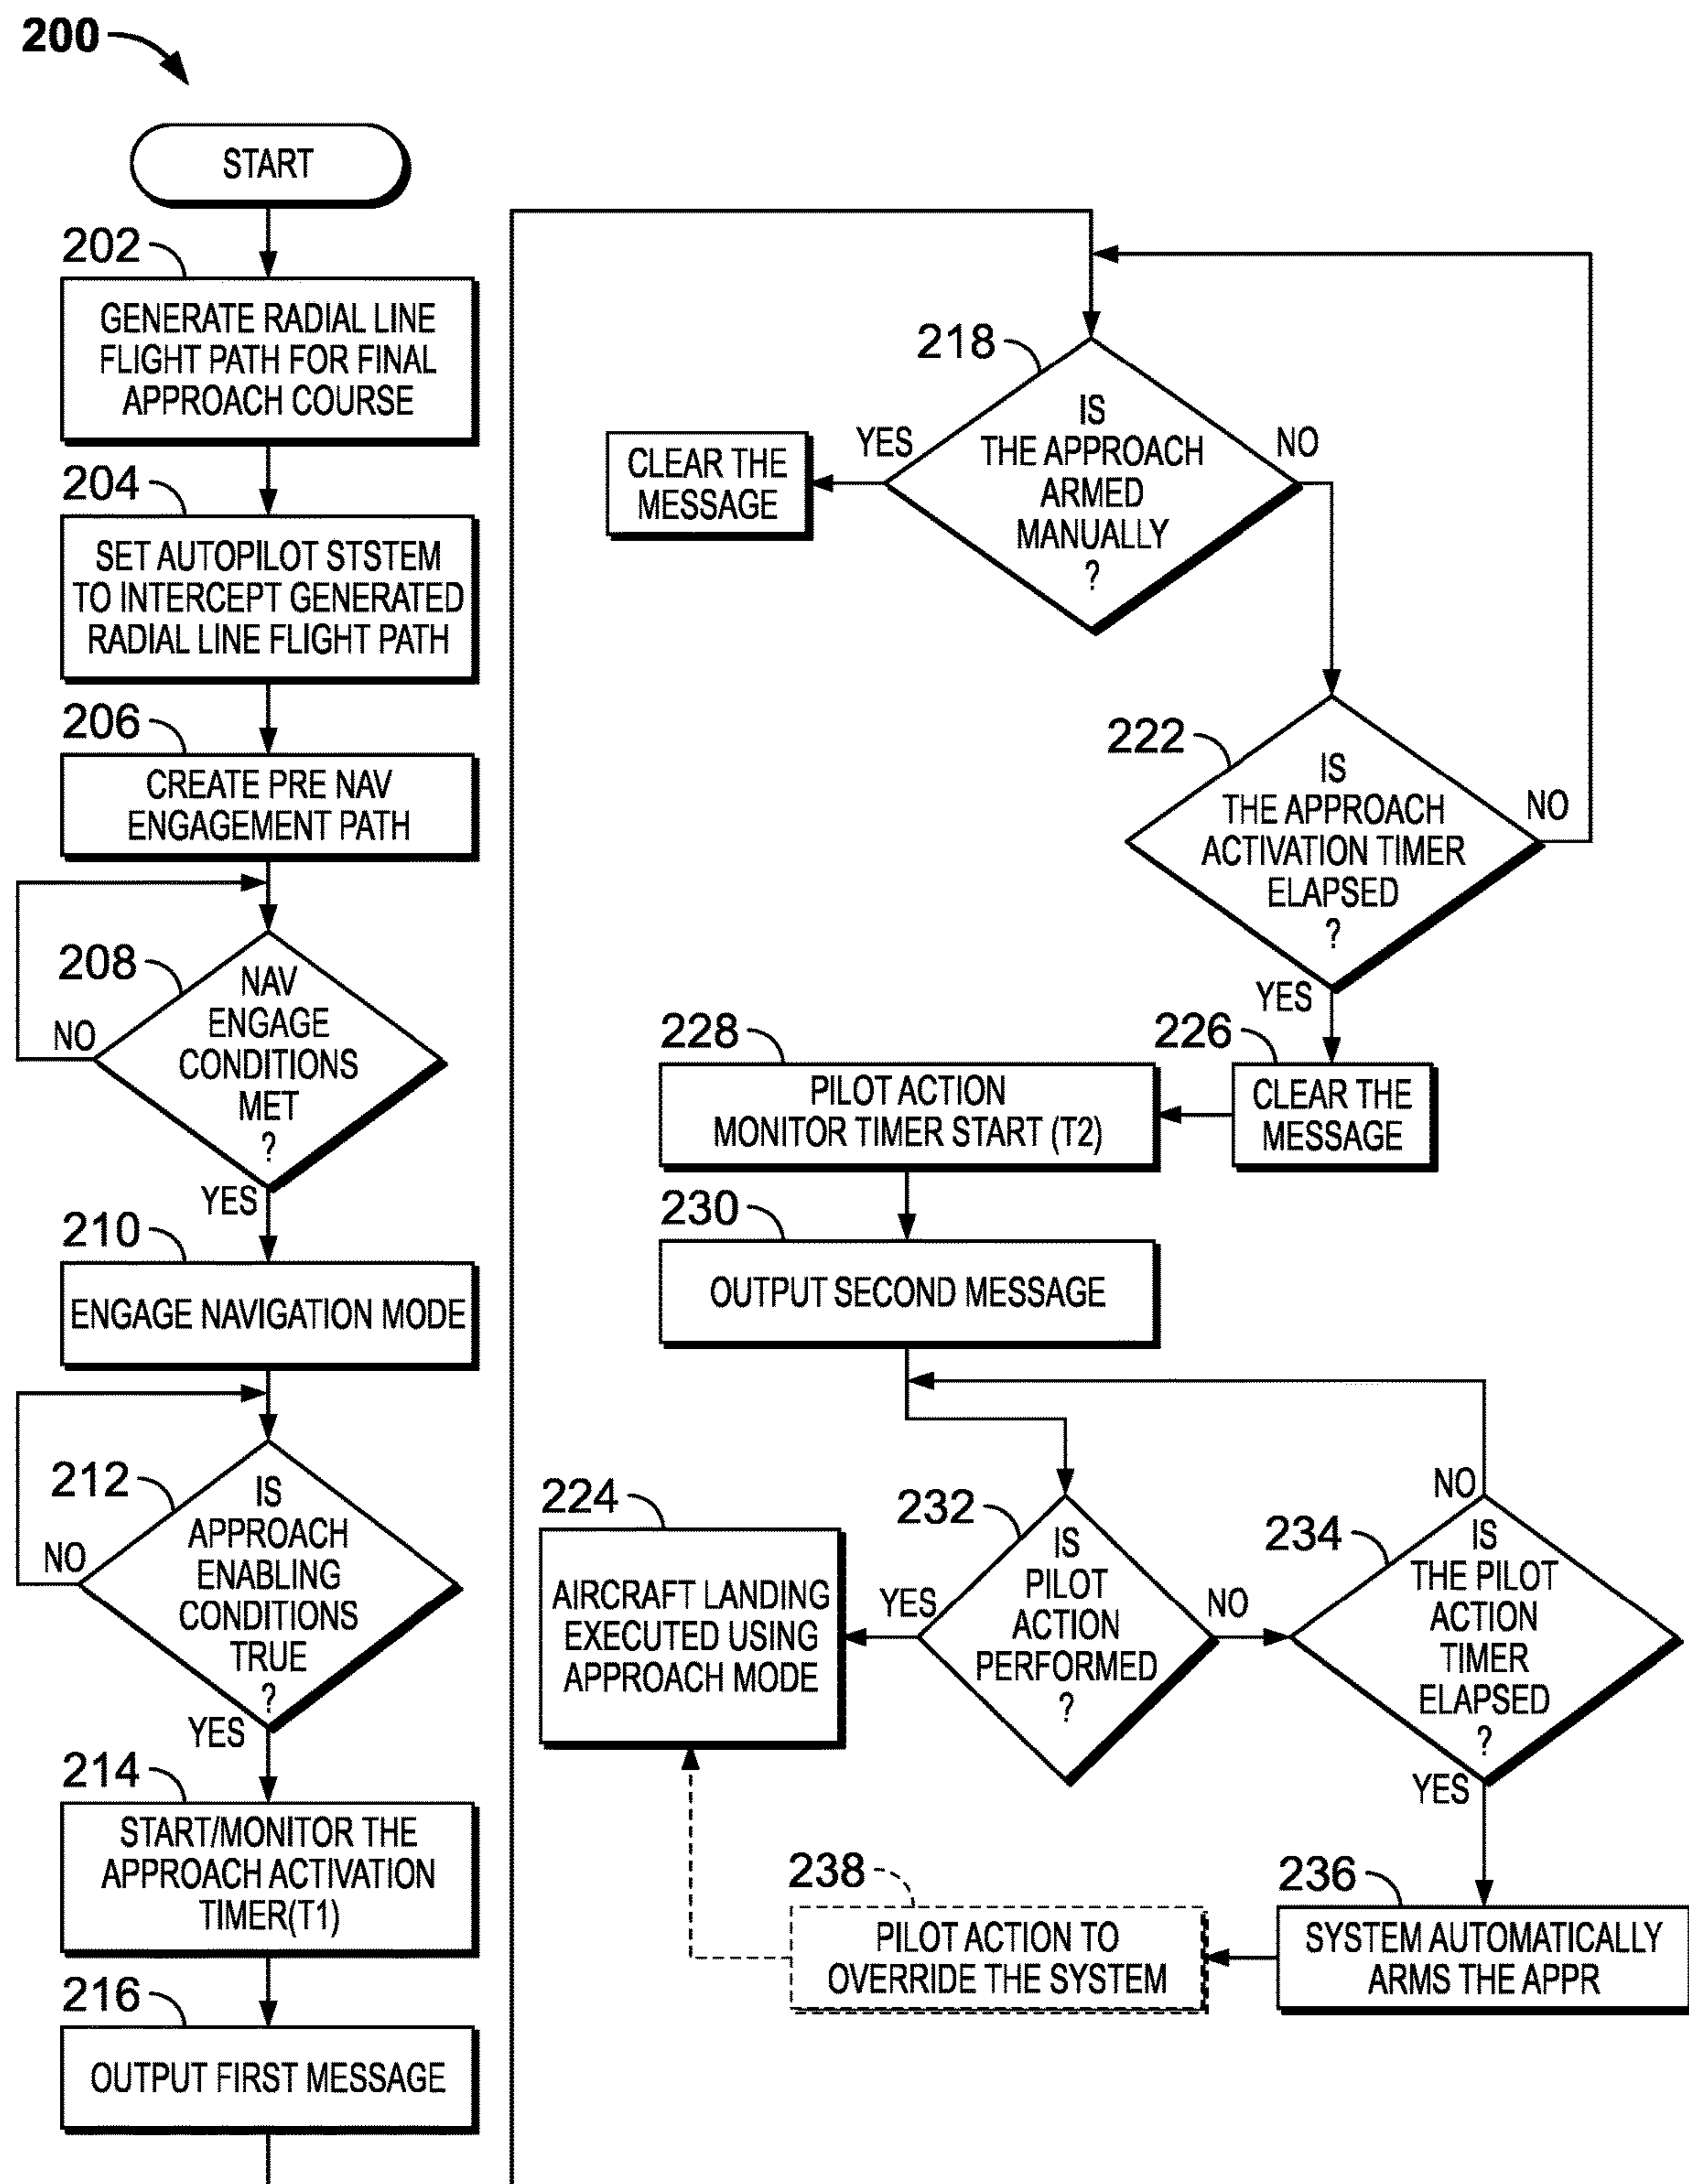 200
START
202
GENERATE RADIAL LINE
FLIGHT PATH FOR FINAL
APPROACH COURSE
204
SET AUTOPILOT STSTEM
TO INTERCEPT GENERATED
RADIAL LINE FLIGHT PATH
206
CREATE PRE NAV
ENGAGEMENT PATH
208
NAV
ENGAGE
CONDITIONS
MET
?
NO
YES
210
ENGAGE NAVIGATION MODE
212
IS
APPROACH
ENABLING
CONDITIONS
TRUE
?
NO
YES
214
START/MONITOR THE
APPROACH ACTIVATION
TIMER(T1)
216
OUTPUT FIRST MESSAGE
218
IS
THE APPROACH
ARMED
MANUALLY
?
YES
NO
CLEAR THE
MESSAGE
222
IS
THE APPROACH
ACTIVATION TIMER
ELAPSED
?
NO
YES
226
CLEAR THE
MESSAGE
228
PILOT ACTION
MONITOR TIMER START (T2)
230
OUTPUT SECOND MESSAGE
232
IS
PILOT
ACTION
PERFORMED
?
YES
NO
224
AIRCRAFT LANDING
EXECUTED USING
APPROACH MODE
234
IS
THE PILOT
ACTION
TIMER
ELAPSED
?
NO
YES
236
SYSTEM AUTOMATICALLY
ARMS THE APPR
238
PILOT ACTION TO
OVERRIDE THE SYSTEM